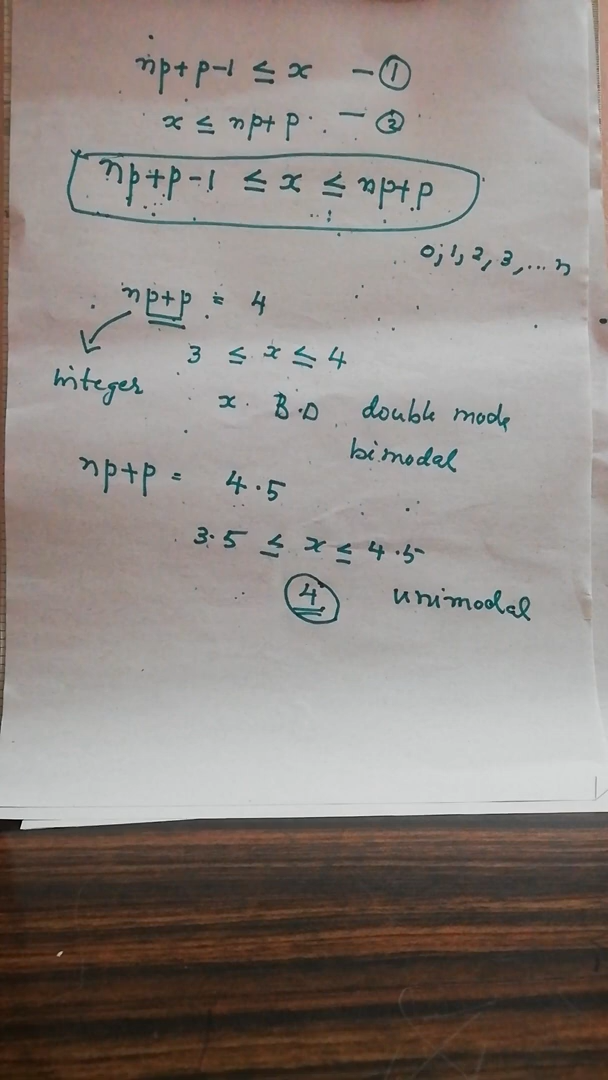 np+p-1 ≤ x - ①
x ≤ np+p. - ②
np+p-1 ≤ x ≤ np+p
0, 1, 2, 3, ... n
np+p = 4
integer
3 ≤ x ≤ 4
x. B.D double mode
bimodal
np+p = 4.5
3.5 ≤ x ≤ 4.5
4 unimodal